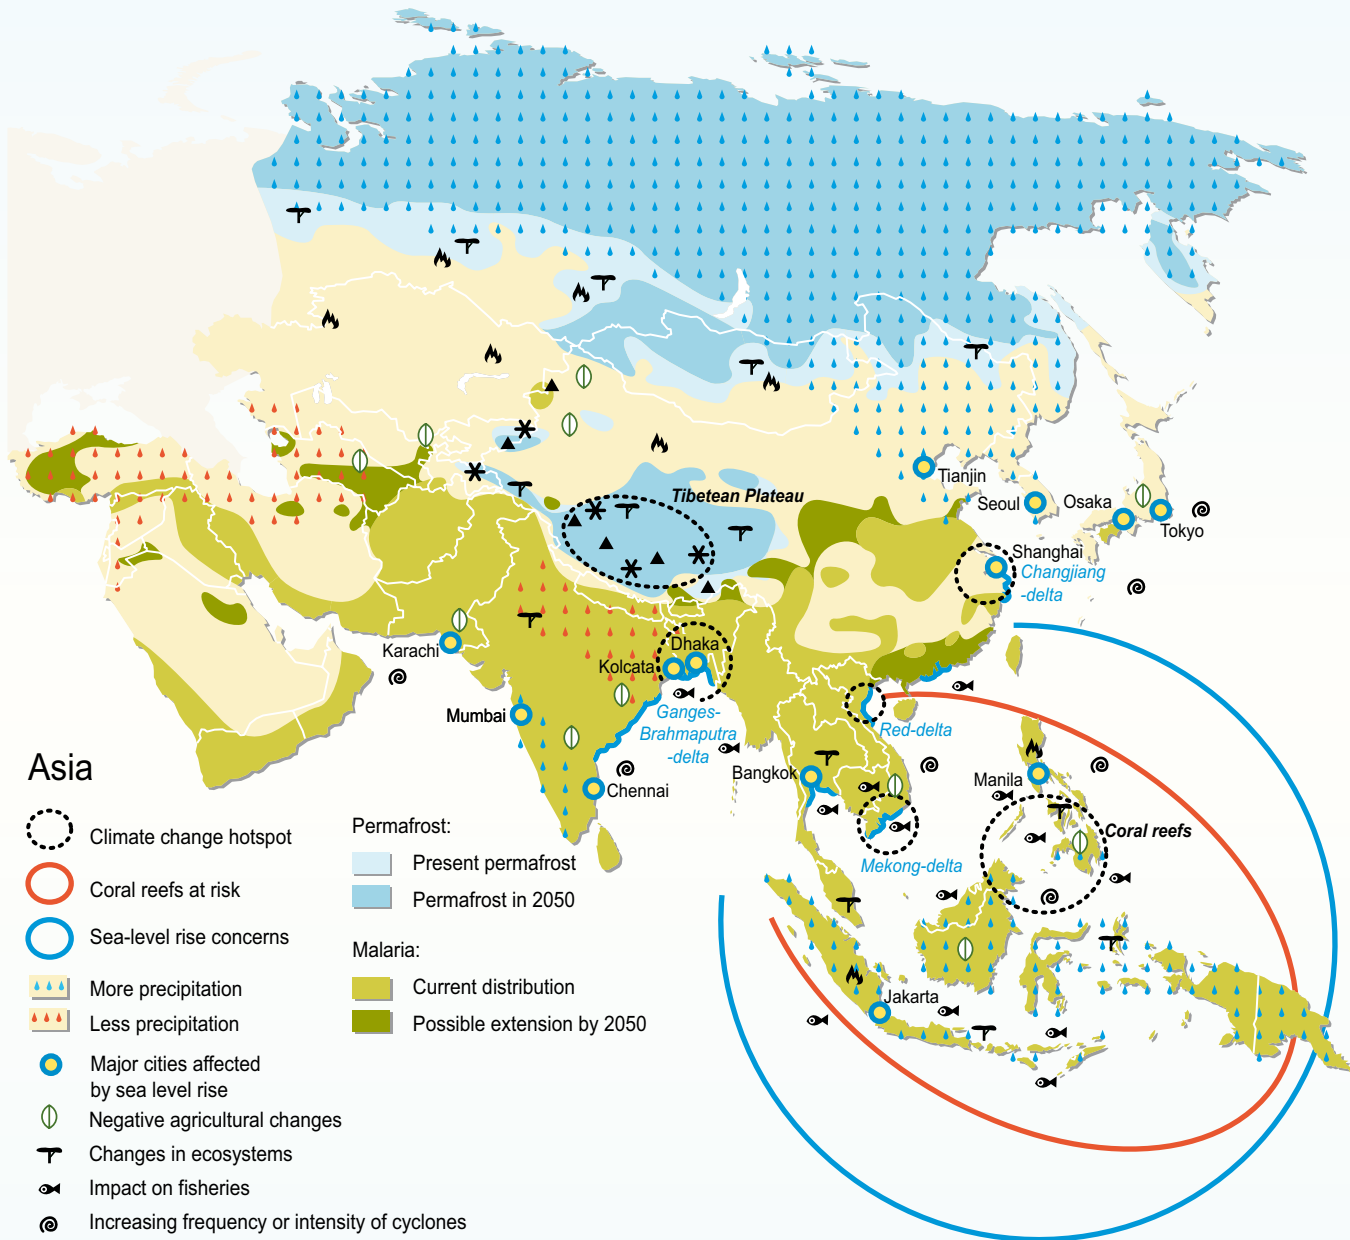 Tibetean Plateau
Tianjin
Seoul
Osaka
Tokyo
Shanghai
Changjiang
-delta
Karachi
Dhaka
Kolcata
Mumbai
Ganges-
Brahmaputra
-delta
Red-delta
Bangkok
Chennai
Manila
Coral reefs
Mekong-delta
Jakarta
Asia
Climate change hotspot
Coral reefs at risk
Sea-level rise concerns
More precipitation
Less precipitation
Major cities affected
by sea level rise
Negative agricultural changes
Changes in ecosystems
Impact on fisheries
Increasing frequency or intensity of cyclones
Permafrost:
Present permafrost
Permafrost in 2050
Malaria:
Current distribution
Possible extension by 2050